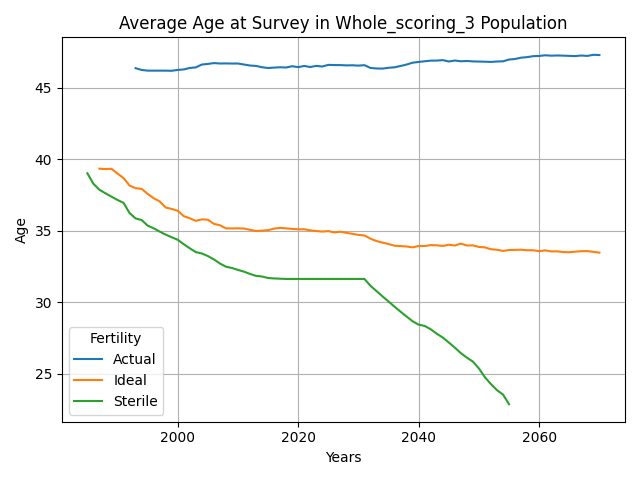 Average Age at Survey in Whole_scoring_3 Population
Age
45
40
35
30
25
Fertility
Actual
Ideal
Sterile
2000 2020 2040 2060
Years